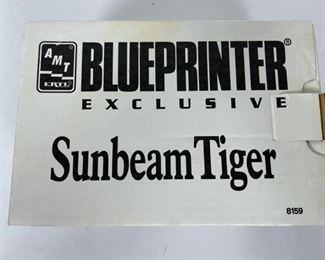 AMT
ERTL
BLUEPRINTER®
EXCLUSIVE
Sunbeam Tiger
8159